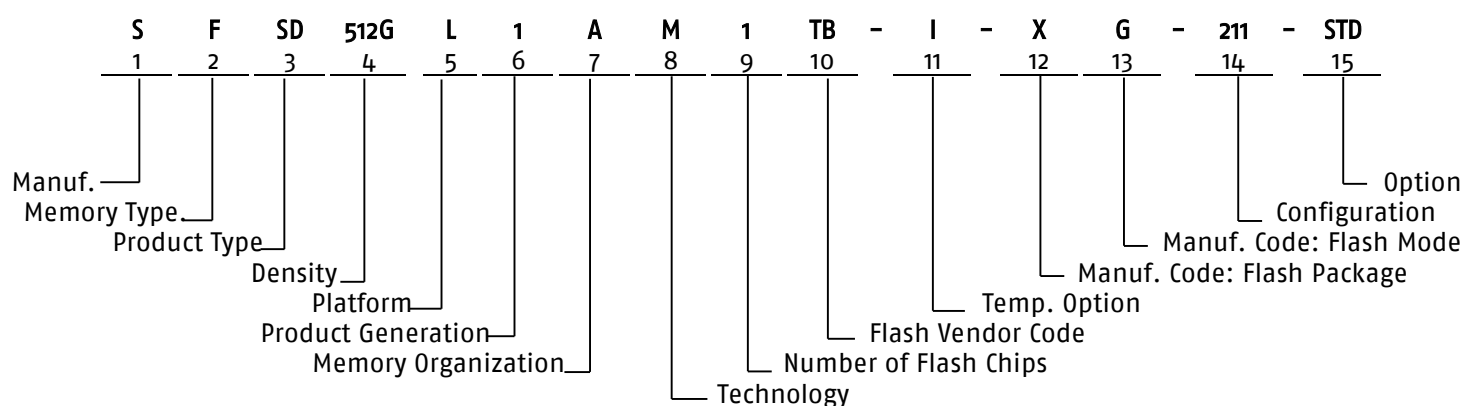 S F SD 512G L 1 A M 1 TB - I - X G - 211 - STD
1 2 3 4 5 6 7 8 9 10 11 12 13 14 15
Manuf. Option
Memory Type. Configuration
Product Type Manuf. Code: Flash Mode
Density Manuf. Code: Flash Package
Platform Temp. Option
Product Generation Flash Vendor Code
Memory Organization Number of Flash Chips
Technology